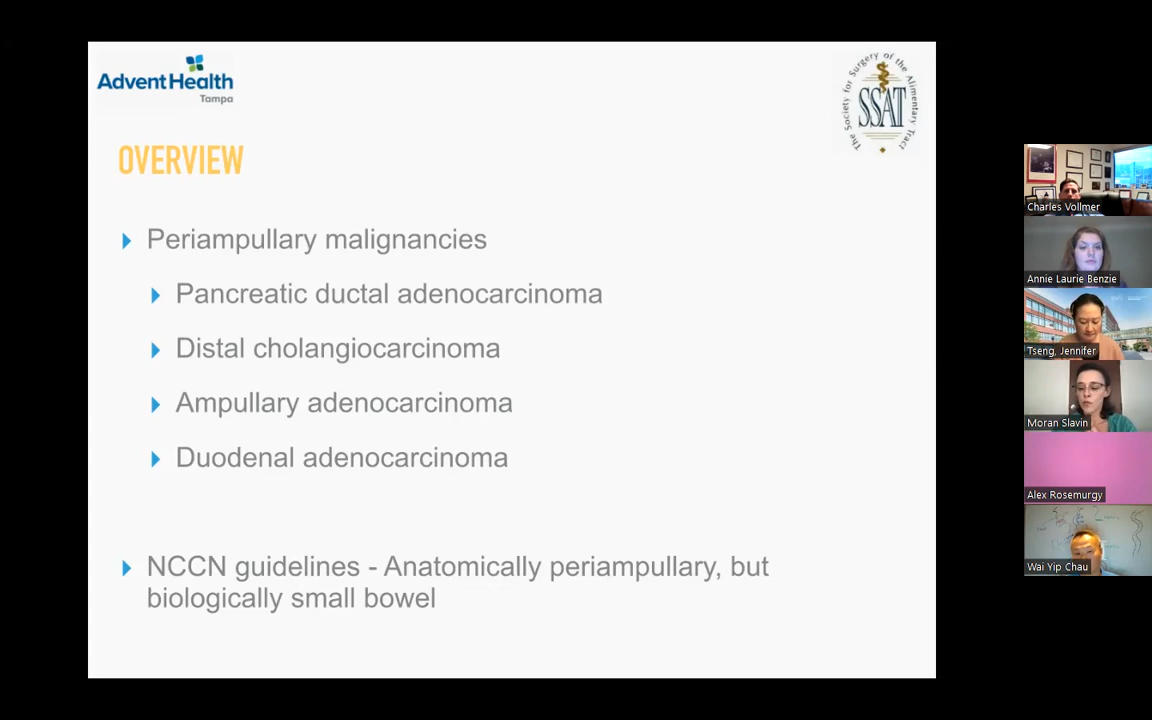 AdventHealth
Tampa
The Society for Surgery of the Alimentary Tract
SSAT
OVERVIEW
Periampullary malignancies
Pancreatic ductal adenocarcinoma
Distal cholangiocarcinoma
Ampullary adenocarcinoma
Duodenal adenocarcinoma
NCCN guidelines - Anatomically periampullary, but
biologically small bowel
Charles Vollmer
Annie Laurie Benzie
Tseng, Jennifer
Moran Slavin
Alex Rosemurgy
Wai Yip Chau